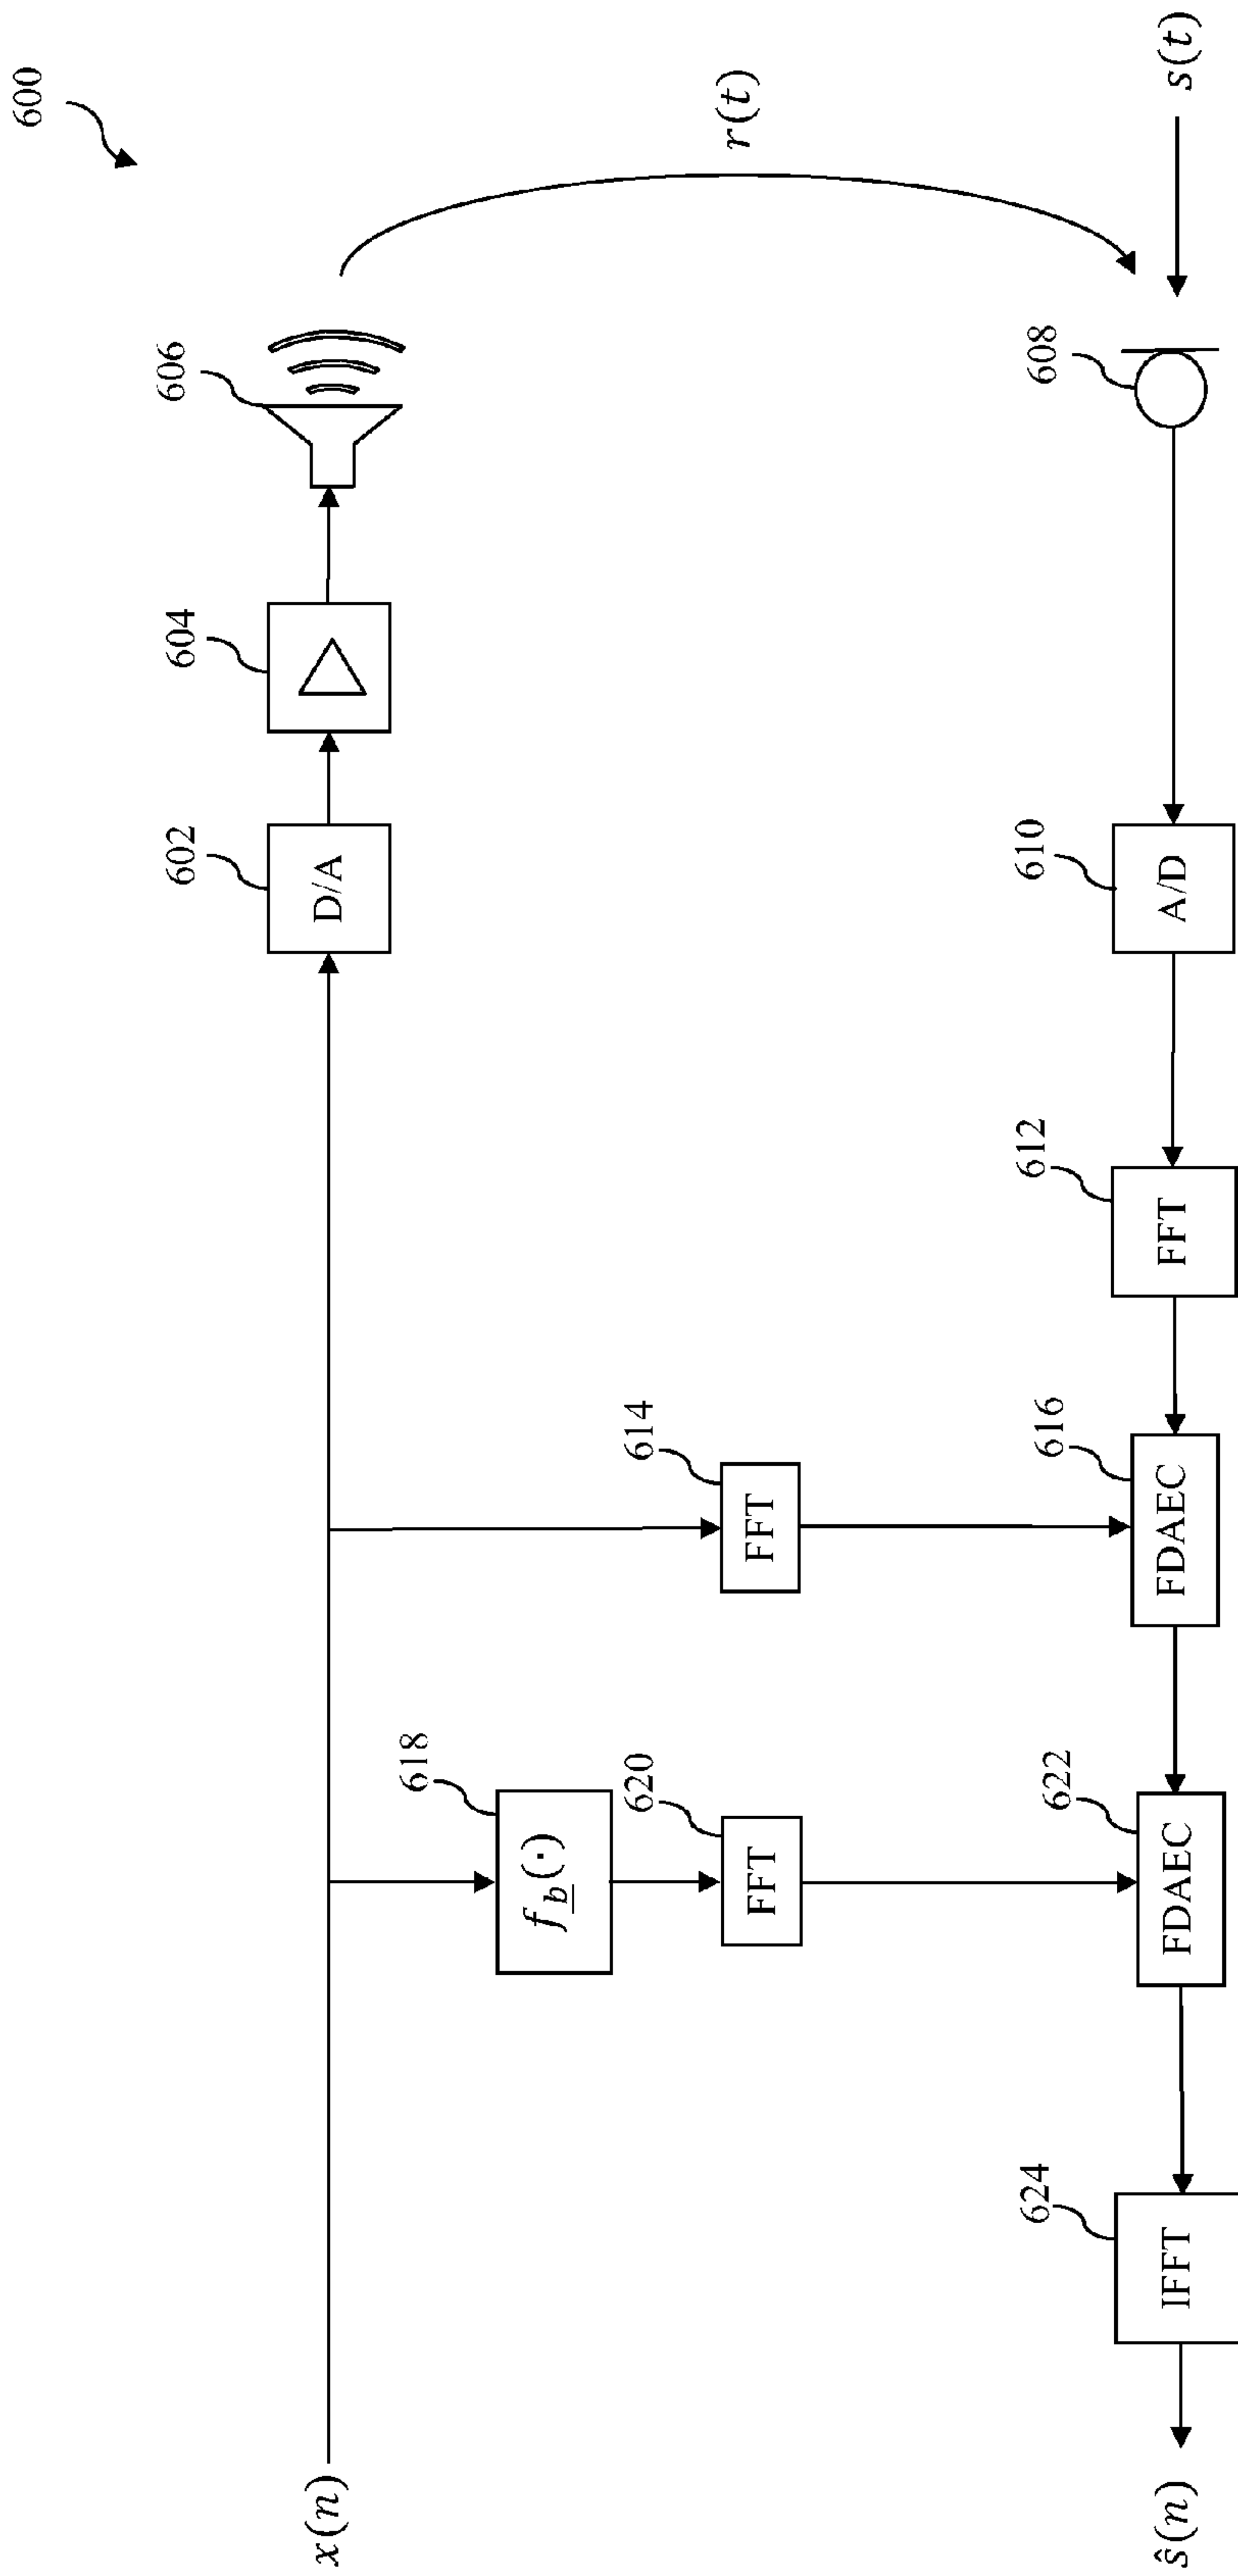 600
x(n)
602
D/A
604
606
r(t)
618
f_b(·)
614
FFT
620
FFT
ŝ(n)
624
IFFT
622
FDAEC
616
FDAEC
612
FFT
610
A/D
608
s(t)